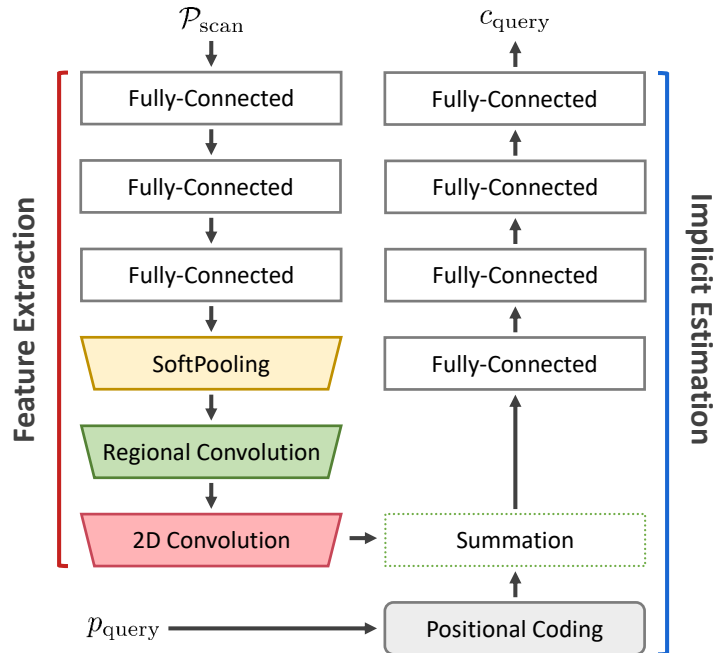 𝒫scan
Fully-Connected
Fully-Connected
Fully-Connected
SoftPooling
Regional Convolution
2D Convolution
Feature Extraction
pquery
cquery
Fully-Connected
Fully-Connected
Fully-Connected
Fully-Connected
Summation
Positional Coding
Implicit Estimation